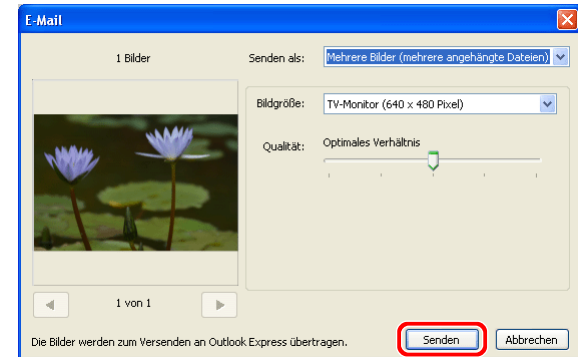 E-Mail
1 Bilder
Senden als: Mehrere Bilder (mehrere angehängte Dateien)
Bildgröße: TV-Monitor (640 x 480 Pixel)
Qualität: Optimales Verhältnis
1 von 1
Die Bilder werden zum Versenden an Outlook Express übertragen.
Senden
Abbrechen